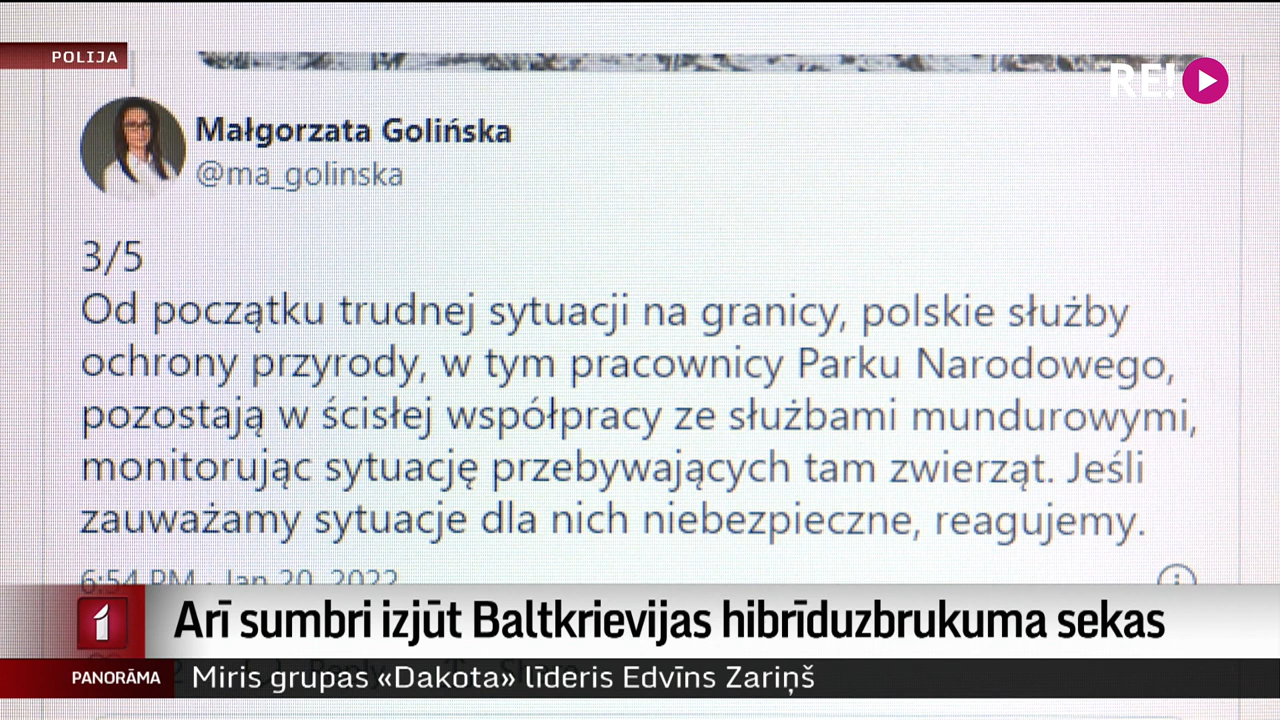 POLIJA
RE!
Małgorzata Golińska
@ma_golinska
3/5
Od początku trudnej sytuacji na granicy, polskie służby
ochrony przyrody, w tym pracownicy Parku Narodowego,
pozostają w ścisłej współpracy ze służbami mundurowymi,
monitorując sytuację przebywających tam zwierząt. Jeśli
zauważamy sytuacje dla nich niebezpieczne, reagujemy.
6:54 PM · Jan 20, 2022
1
Arī sumbri izjūt Baltkrievijas hibrīduzbrukuma sekas
PANORĀMA
Miris grupas «Dakota» līderis Edvīns Zariņš